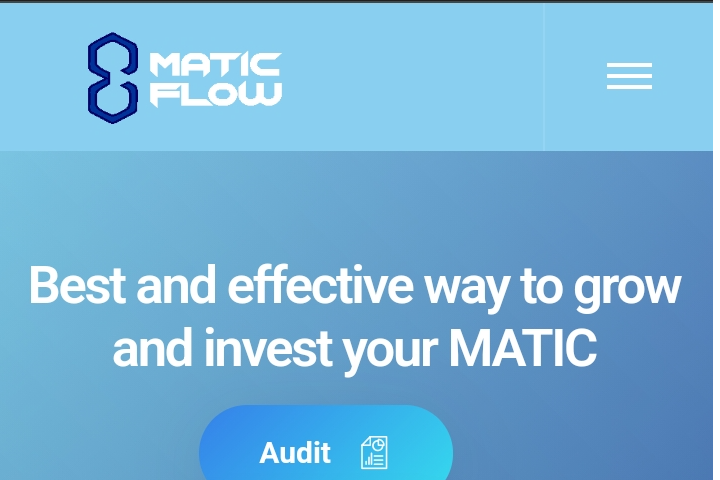 MATIC
FLOW
Best and effective way to grow
and invest your MATIC
Audit